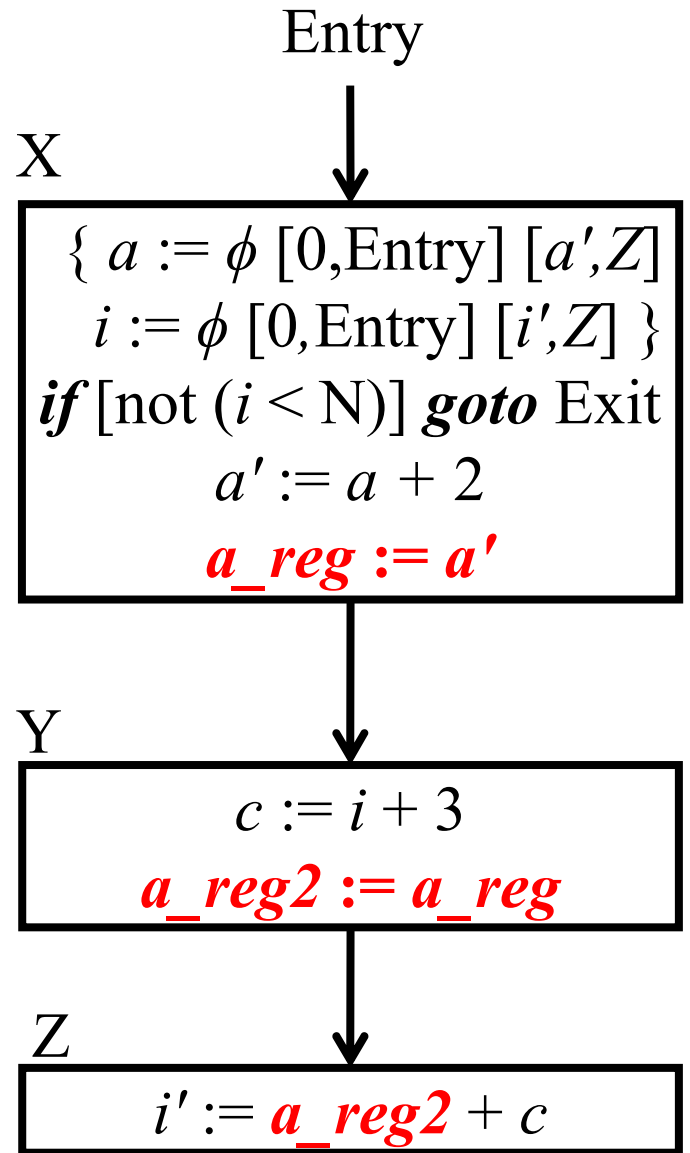 Entry
X
{ a := ϕ [0,Entry] [a′,Z]
i := ϕ [0,Entry] [i′,Z] }
if [not (i < N)] goto Exit
a′ := a + 2
a_reg := a′
Y
c := i + 3
a_reg2 := a_reg
Z
i′ := a_reg2 + c